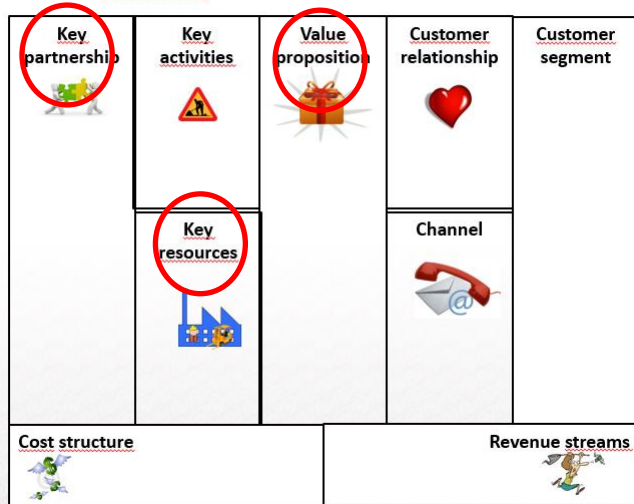 Key
partnership
Key
activities
Value
proposition
Customer
relationship
Customer
segment
Key
resources
Channel
@
Cost structure
$
$
Revenue streams